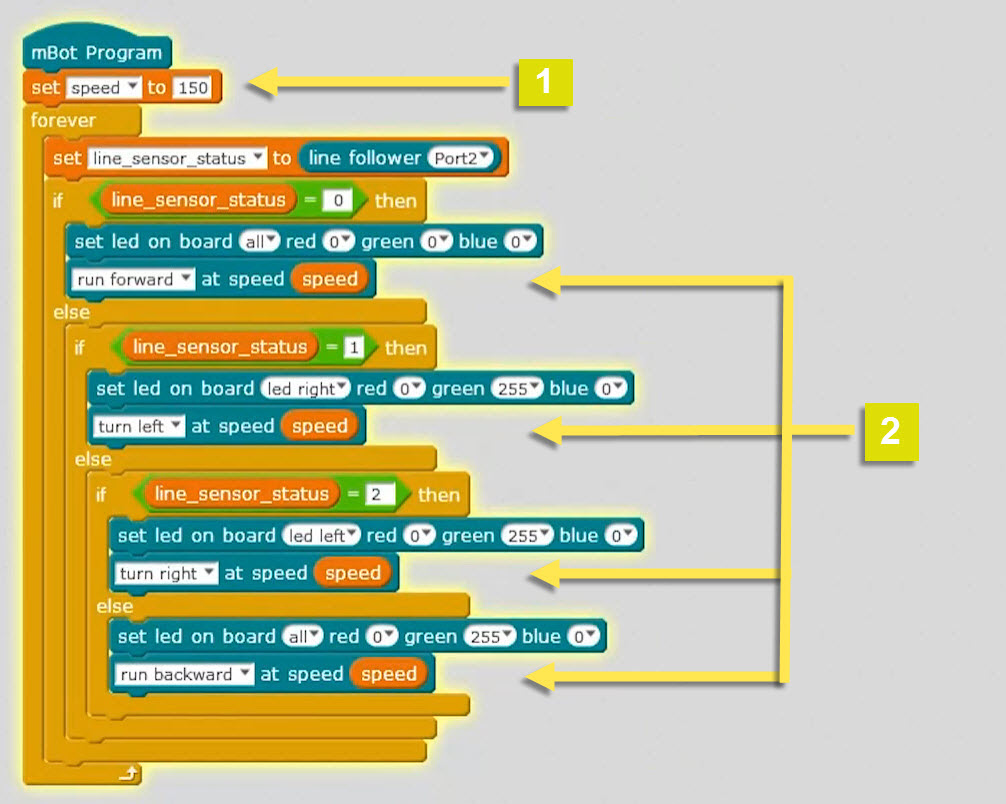 mBot Program
set speed to 150
1
forever
set line_sensor_status to line follower Port2
if line_sensor_status = 0 then
set led on board all red 0 green 0 blue 0
run forward at speed speed
else
if line_sensor_status = 1 then
set led on board led right red 0 green 255 blue 0
turn left at speed speed
2
else
if line_sensor_status = 2 then
set led on board led left red 0 green 255 blue 0
turn right at speed speed
else
set led on board all red 0 green 255 blue 0
run backward at speed speed